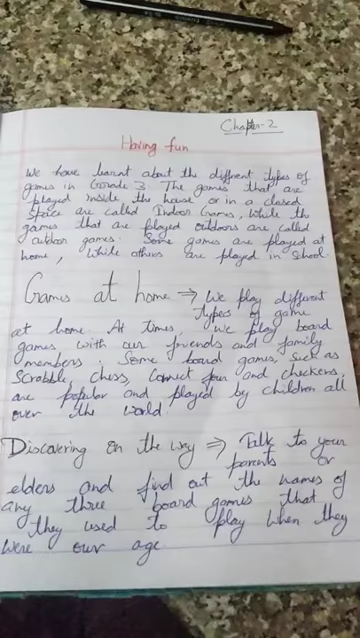 Chapter-2
Having fun
We have learnt about the different types of
games in Grade 3. The games that are
played inside the house or in a closed
space are called Indoor Games, While the
games that are played outdoors are called
outdoor games. Some games are played at
home, While others are played in School.
Games at home → We play different
types of game
at home. At times, we play board
games with our friends and family
members. Some board games, such as
Scrabble, chess, Connect four and checkers,
are popular and played by children all
over the world.
Discovering on the way ⇒ Talk to your
parents or
elders and find out the names of
any three board games that
they used to play when they
were our age